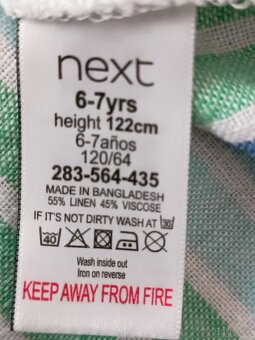 next
6-7yrs
height 122cm
6-7años
120/64
283-564-435
MADE IN BANGLADESH
55% LINEN 45% VISCOSE
IF IT'S NOT DIRTY WASH AT 30
40
Wash inside out
Iron on reverse
KEEP AWAY FROM FIRE